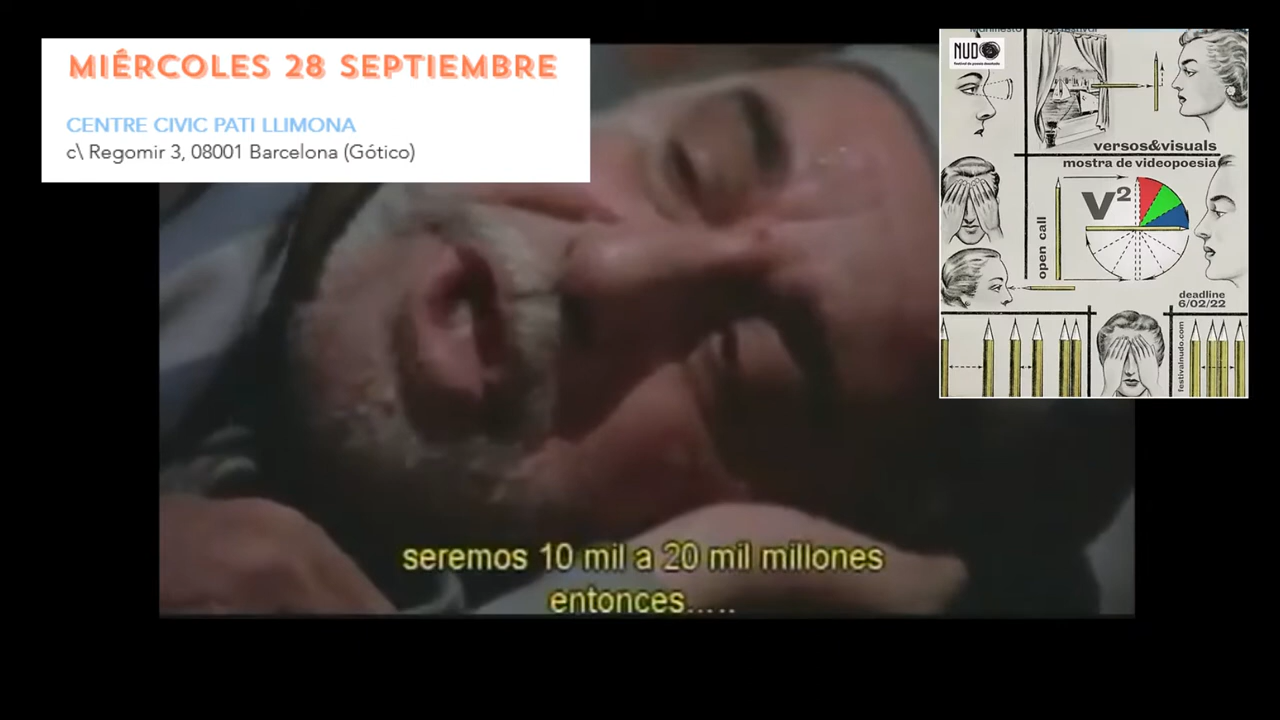 MIÉRCOLES 28 SEPTIEMBRE
CENTRE CIVIC PATI LLIMONA
c\ Regomir 3, 08001 Barcelona (Gótico)
NUDO
versos&visuals
mostra de videopoesia
V²
open call
deadline
6/02/22
festivalnudo.com
seremos 10 mil a 20 mil millones
entonces.....